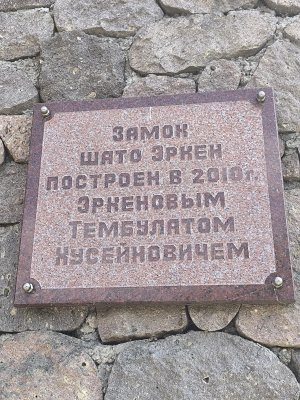 Замок
шато Эркен
построен в 2010г.
Эркеновым
Тембулатом
Хусейновичем